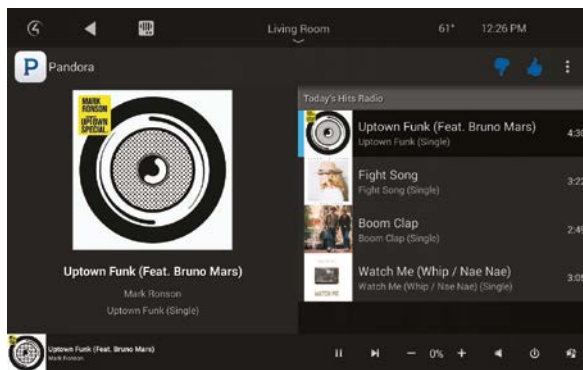 Living Room
61°
12:26 PM
P Pandora
MARK RONSON
UPTOWN SPECIAL
Uptown Funk (Feat. Bruno Mars)
Mark Ronson
Uptown Funk (Single)
Today's Hits Radio
Uptown Funk (Feat. Bruno Mars)
Uptown Funk (Single)
4:30
Fight Song
Fight Song (Single)
3:22
Boom Clap
Boom Clap (Single)
2:49
WATCH ME
Watch Me (Whip / Nae Nae)
Watch Me (Whip / Nae Nae) (Single)
3:05
Uptown Funk (Feat. Bruno Mars)
Mark Ronson
0%